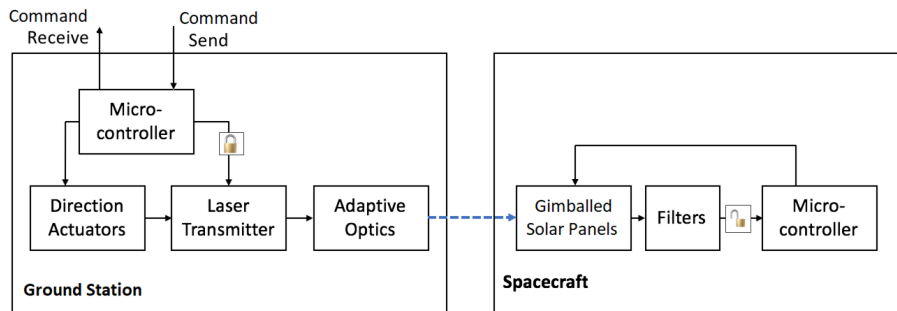 Command
Receive
Command
Send
Micro-
controller
Direction
Actuators
Laser
Transmitter
Adaptive
Optics
Ground Station
Gimballed
Solar Panels
Filters
Micro-
controller
Spacecraft